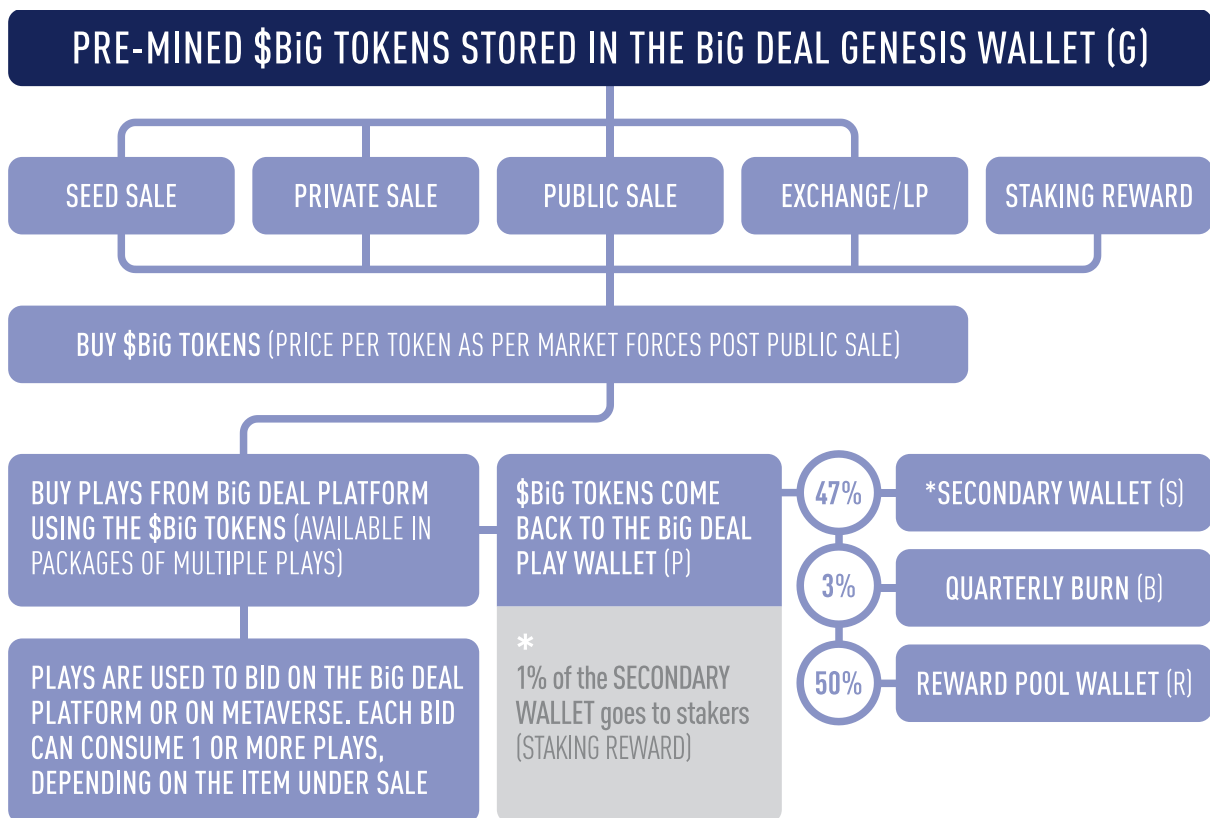 PRE-MINED $BiG TOKENS STORED IN THE BiG DEAL GENESIS WALLET (G)
SEED SALE
PRIVATE SALE
PUBLIC SALE
EXCHANGE/LP
STAKING REWARD
BUY $BiG TOKENS (PRICE PER TOKEN AS PER MARKET FORCES POST PUBLIC SALE)
BUY PLAYS FROM BiG DEAL PLATFORM
USING THE $BiG TOKENS (AVAILABLE IN
PACKAGES OF MULTIPLE PLAYS)
$BiG TOKENS COME
BACK TO THE BiG DEAL
PLAY WALLET (P)
47%
*SECONDARY WALLET (S)
3%
QUARTERLY BURN (B)
50%
REWARD POOL WALLET (R)
PLAYS ARE USED TO BID ON THE BiG DEAL
PLATFORM OR ON METAVERSE. EACH BID
CAN CONSUME 1 OR MORE PLAYS,
DEPENDING ON THE ITEM UNDER SALE
*
1% of the SECONDARY
WALLET goes to stakers
(STAKING REWARD)